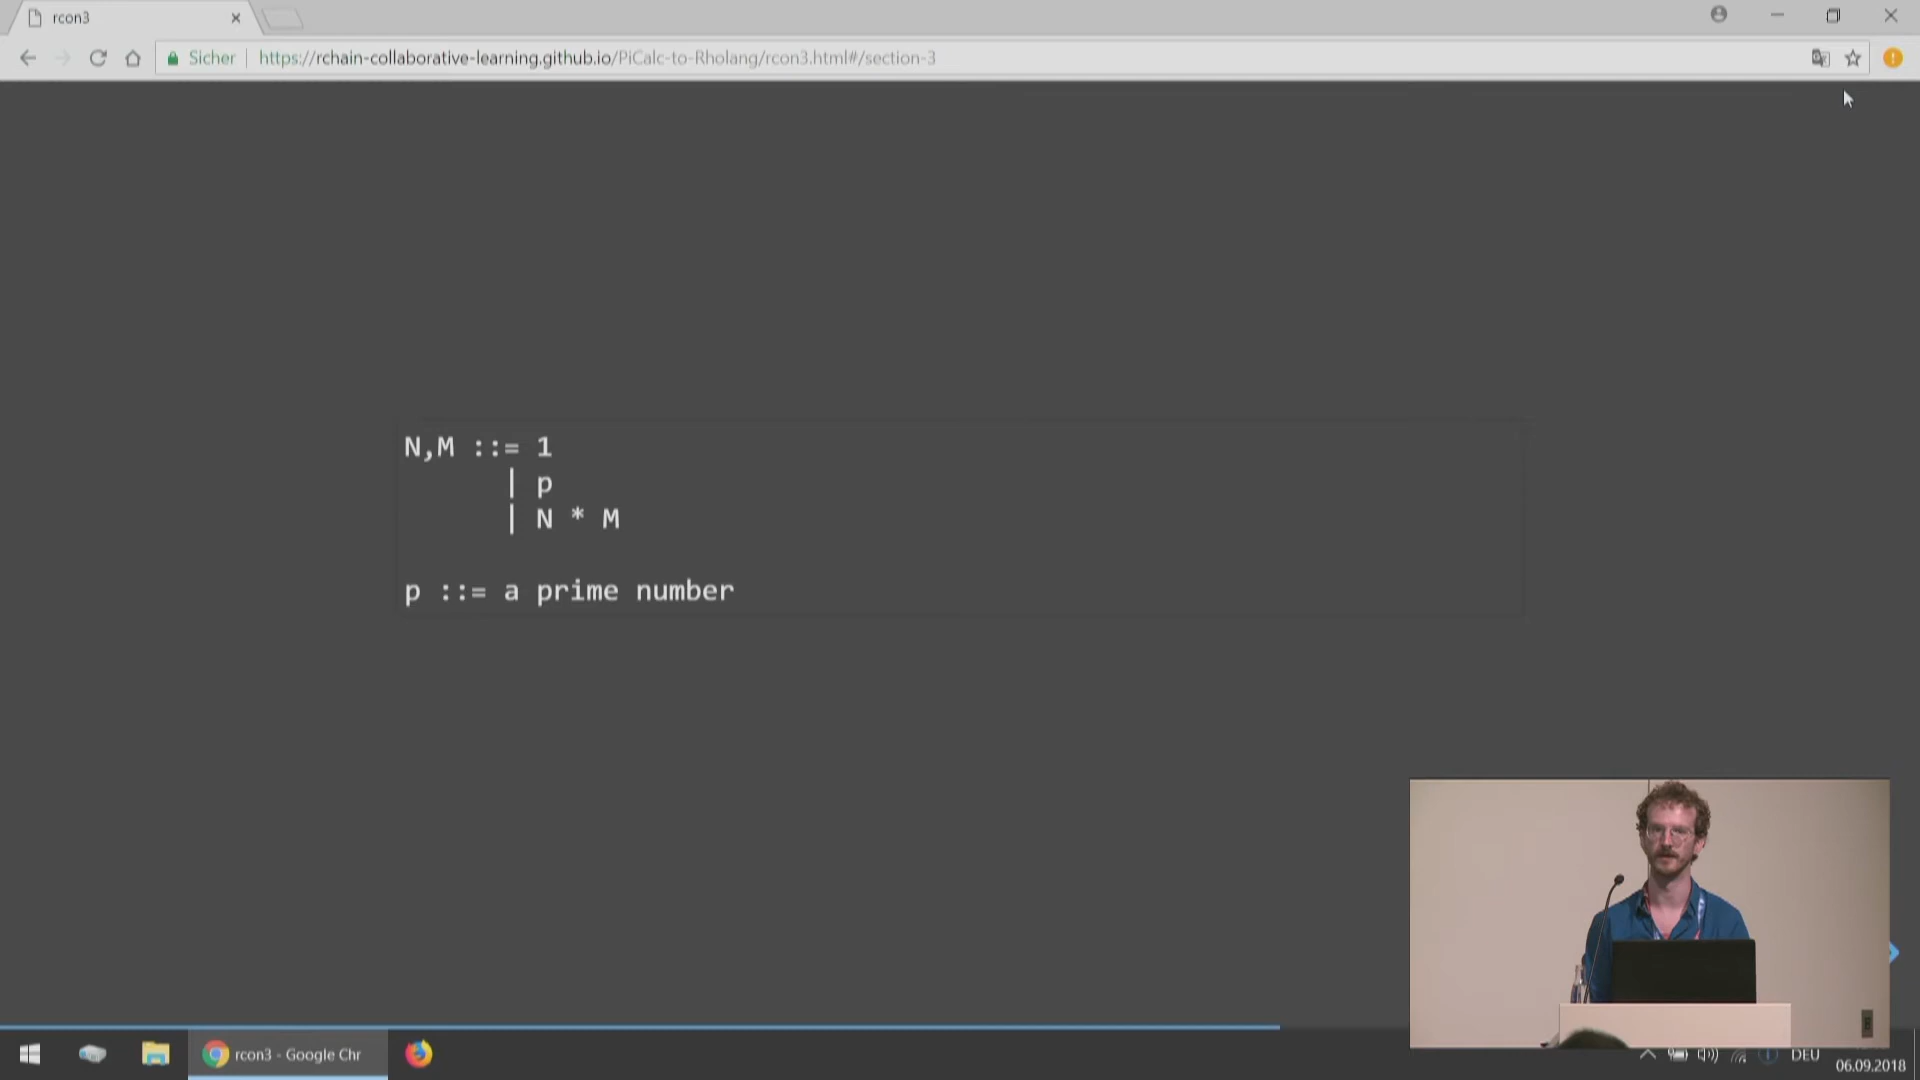 rcon3
Sicher https://rchain-collaborative-learning.github.io/PiCalc-to-Rholang/rcon3.html#/section-3
N,M ::= 1
| p
| N * M
p ::= a prime number
rcon3 - Google Chr
DEU
06.09.2018